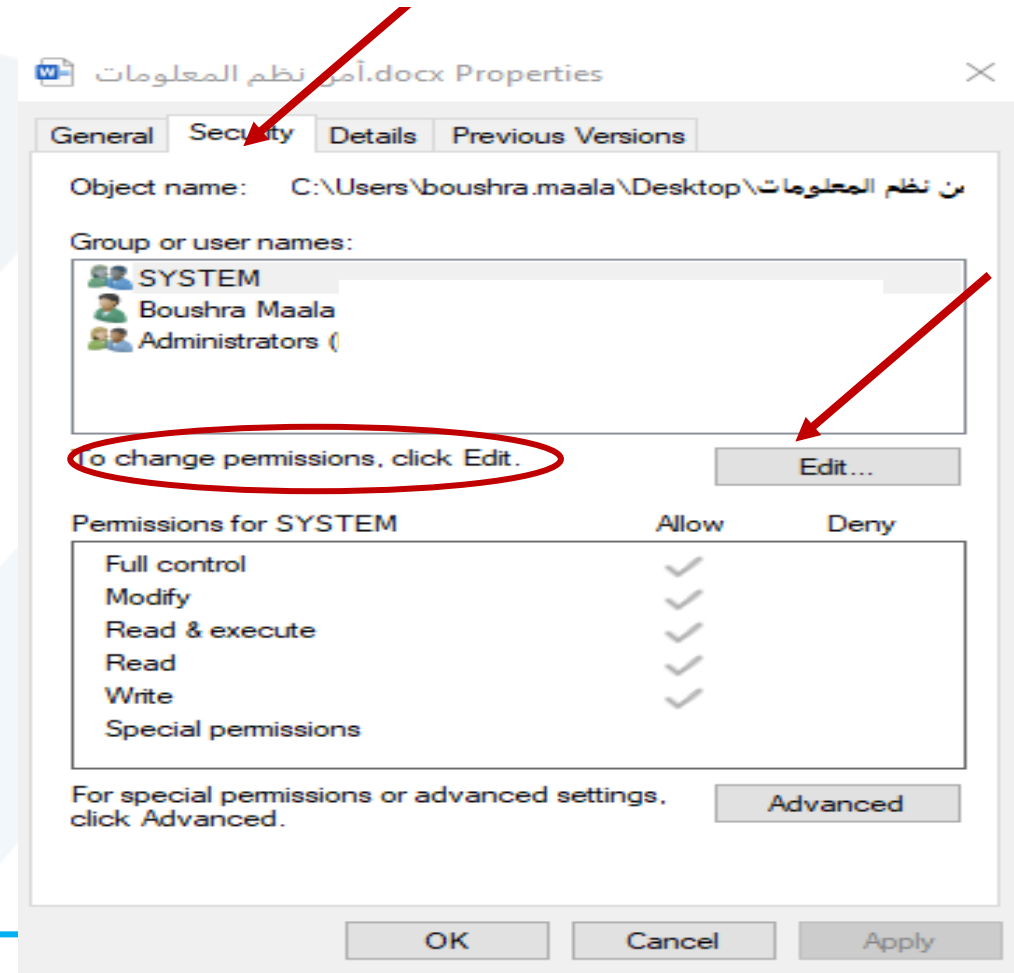 أمن نظم المعلومات.docx Properties
General Security Details Previous Versions
Object name: C:\Users\boushra.maala\Desktop\ن نظم المعلومات
Group or user names:
SYSTEM
Boushra Maala
Administrators (
To change permissions, click Edit.
Edit...
Permissions for SYSTEM Allow Deny
Full control
Modify
Read & execute
Read
Write
Special permissions
For special permissions or advanced settings,
click Advanced.
Advanced
OK Cancel Apply